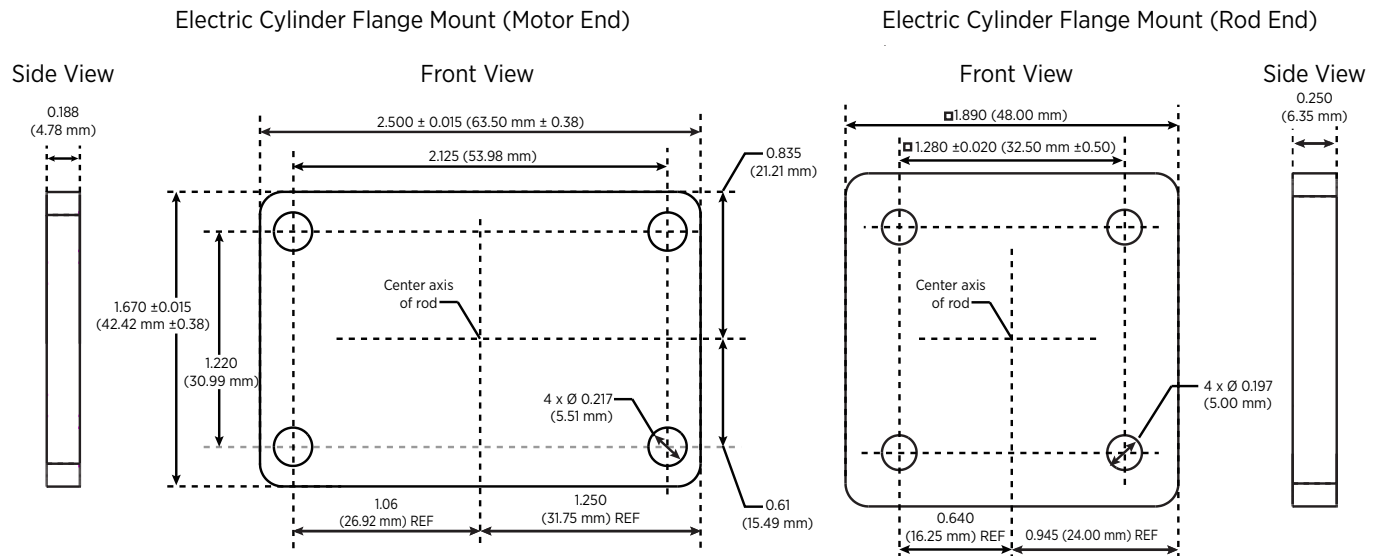 Electric Cylinder Flange Mount (Motor End)
Electric Cylinder Flange Mount (Rod End)
Side View
Front View
Front View
Side View
0.188
(4.78 mm)
2.500 ± 0.015 (63.50 mm ± 0.38)
2.125 (53.98 mm)
0.835
(21.21 mm)
1.670 ±0.015
(42.42 mm ±0.38)
1.220
(30.99 mm)
Center axis
of rod
4 x Ø 0.217
(5.51 mm)
1.06
(26.92 mm) REF
1.250
(31.75 mm) REF
0.61
(15.49 mm)
1.890 (48.00 mm)
1.280 ±0.020 (32.50 mm ±0.50)
Center axis
of rod
4 x Ø 0.197
(5.00 mm)
0.640
(16.25 mm) REF
0.945 (24.00 mm) REF
0.250
(6.35 mm)